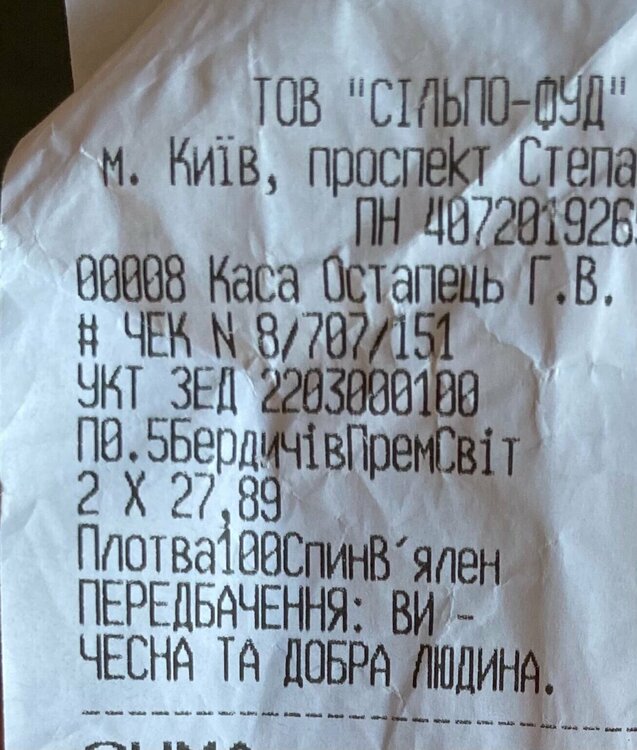 ТОВ "СІЛЬПО-ФУД"
м. Київ, проспект Степа
ПН 407201926
00008 Каса Остапець Г.В.
# ЧЕК N 8/707/151
УКТ ЗЕД 2203000100
П0.5БердичівПремСвіт
2 X 27,89
Плотва100СпинВ´ялен
ПЕРЕДБАЧЕННЯ: ВИ -
ЧЕСНА ТА ДОБРА ЛЮДИНА.